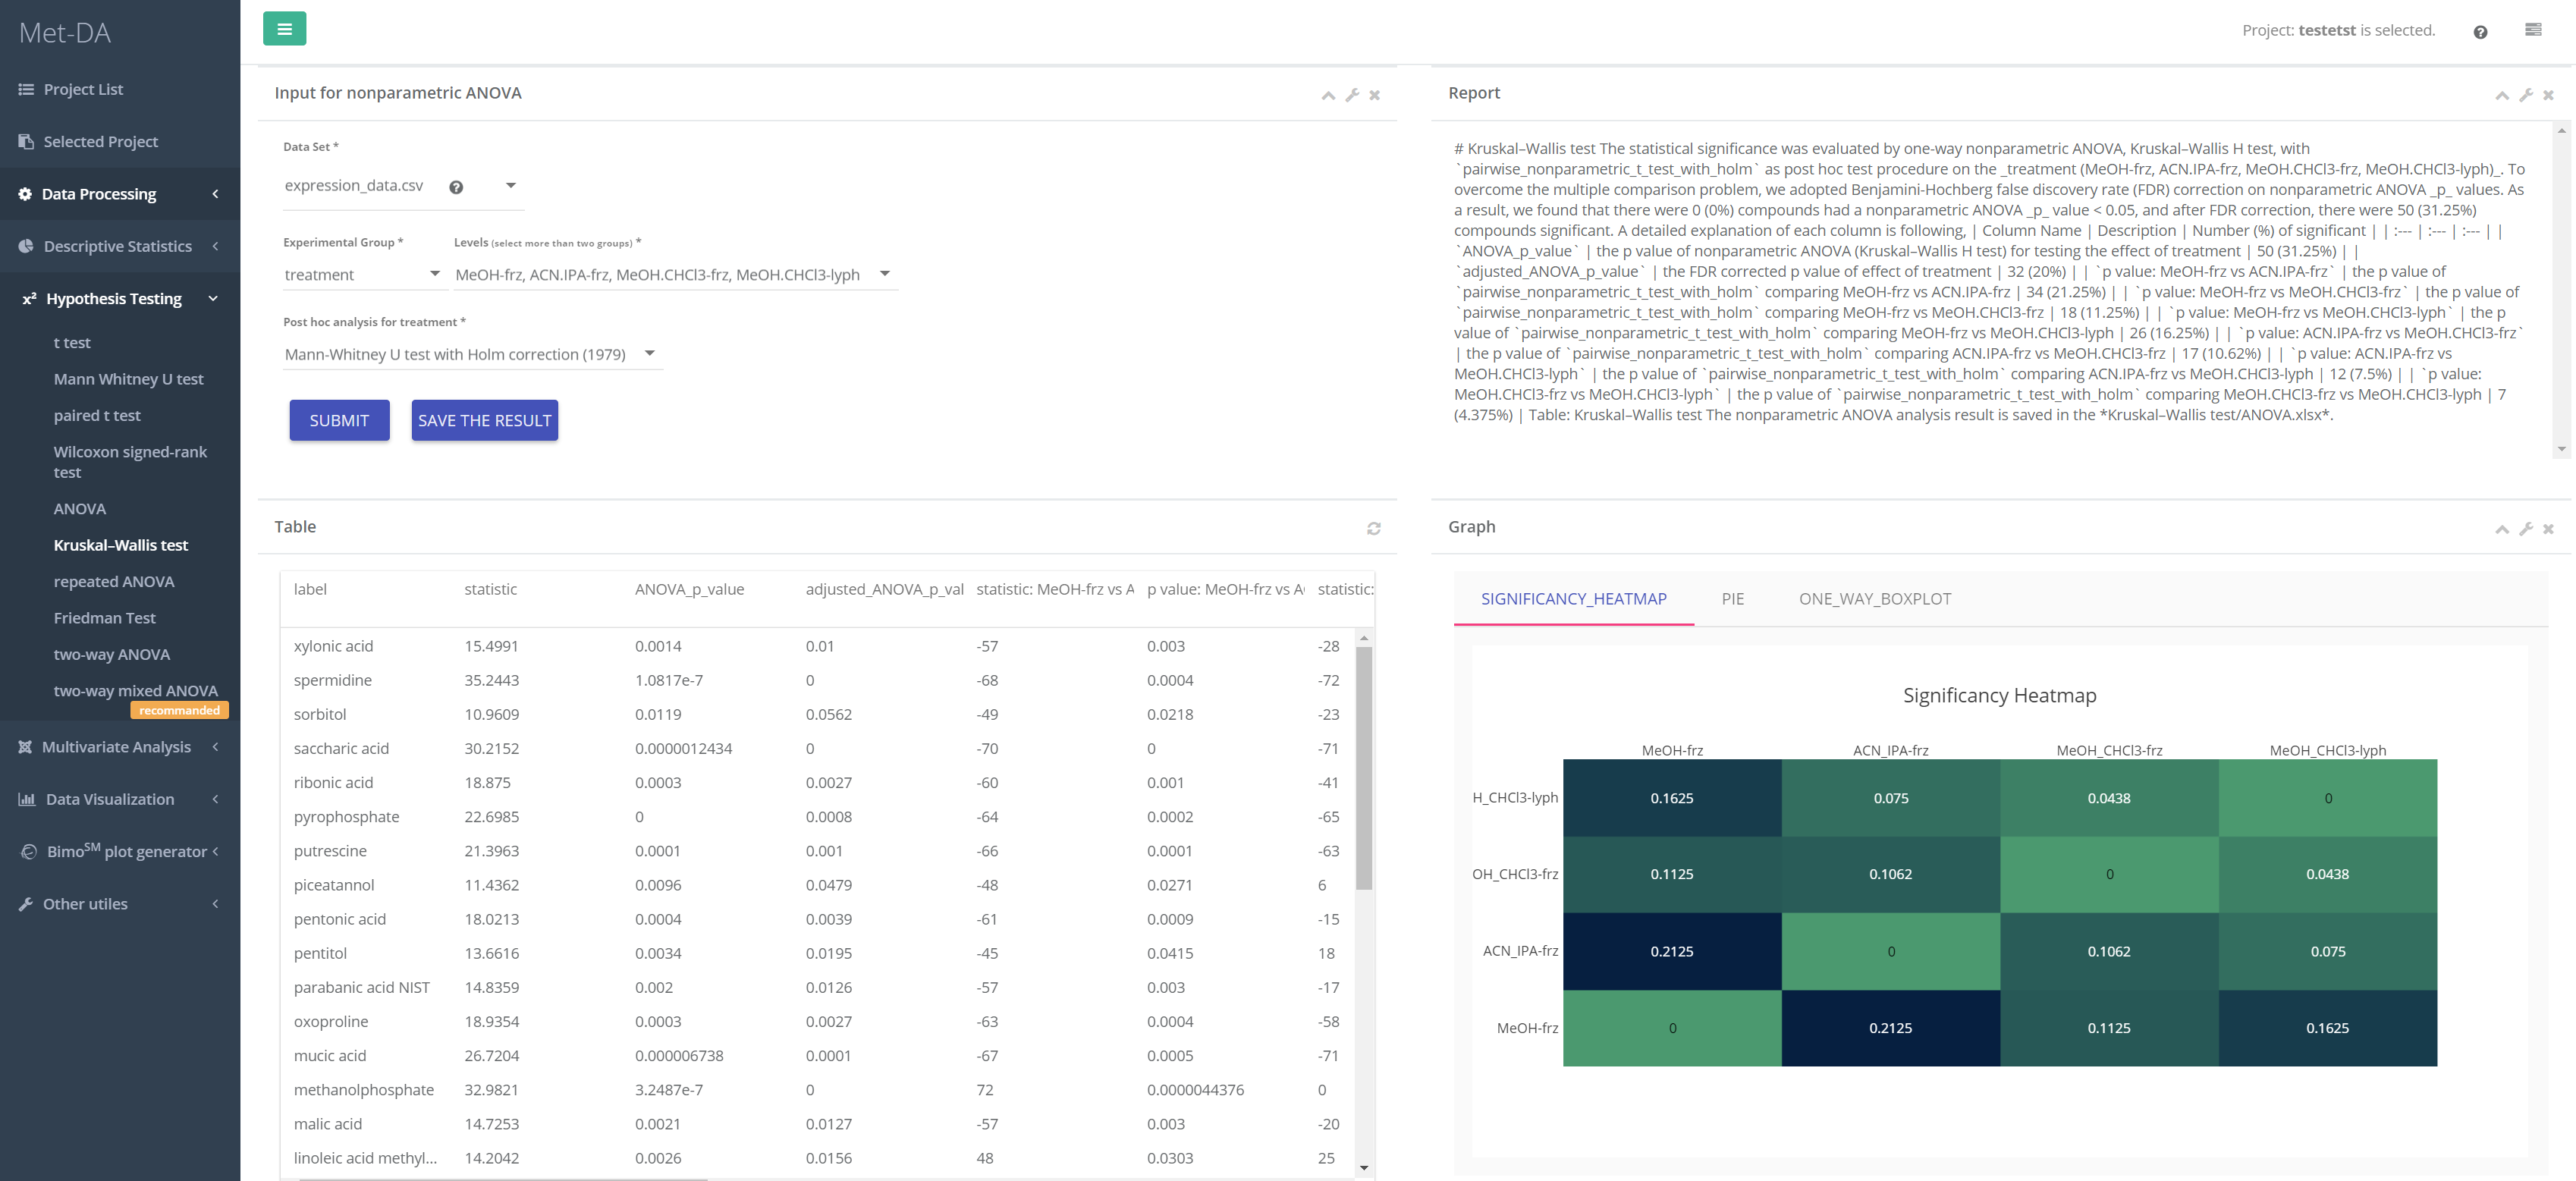 Met-DA
Project List
Selected Project
Data Processing
Descriptive Statistics
x² Hypothesis Testing
t test
Mann Whitney U test
paired t test
Wilcoxon signed-rank
test
ANOVA
Kruskal–Wallis test
repeated ANOVA
Friedman Test
two-way ANOVA
two-way mixed ANOVA
recommanded
Multivariate Analysis
Data Visualization
Bimo^SM plot generator
Other utiles
Project: testetst is selected.
Input for nonparametric ANOVA
Data Set *
expression_data.csv
Experimental Group * Levels (select more than two groups) *
treatment MeOH-frz, ACN.IPA-frz, MeOH.CHCl3-frz, MeOH.CHCl3-lyph
Post hoc analysis for treatment *
Mann-Whitney U test with Holm correction (1979)
SUBMIT SAVE THE RESULT
Report
# Kruskal–Wallis test The statistical significance was evaluated by one-way nonparametric ANOVA, Kruskal–Wallis H test, with
`pairwise_nonparametric_t_test_with_holm` as post hoc test procedure on the _treatment (MeOH-frz, ACN.IPA-frz, MeOH.CHCl3-frz, MeOH.CHCl3-lyph)_. To
overcome the multiple comparison problem, we adopted Benjamini-Hochberg false discovery rate (FDR) correction on nonparametric ANOVA _p_ values. As
a result, we found that there were 0 (0%) compounds had a nonparametric ANOVA _p_ value < 0.05, and after FDR correction, there were 50 (31.25%)
compounds significant. A detailed explanation of each column is following, | Column Name | Description | Number (%) of significant | | :--- | :--- | :--- | |
`ANOVA_p_value` | the p value of nonparametric ANOVA (Kruskal–Wallis H test) for testing the effect of treatment | 50 (31.25%) | |
`adjusted_ANOVA_p_value` | the FDR corrected p value of effect of treatment | 32 (20%) | | `p value: MeOH-frz vs ACN.IPA-frz` | the p value of
`pairwise_nonparametric_t_test_with_holm` comparing MeOH-frz vs ACN.IPA-frz | 34 (21.25%) | | `p value: MeOH-frz vs MeOH.CHCl3-frz` | the p value of
`pairwise_nonparametric_t_test_with_holm` comparing MeOH-frz vs MeOH.CHCl3-frz | 18 (11.25%) | | `p value: MeOH-frz vs MeOH.CHCl3-lyph` | the p
value of `pairwise_nonparametric_t_test_with_holm` comparing MeOH-frz vs MeOH.CHCl3-lyph | 26 (16.25%) | | `p value: ACN.IPA-frz vs MeOH.CHCl3-frz`
| the p value of `pairwise_nonparametric_t_test_with_holm` comparing ACN.IPA-frz vs MeOH.CHCl3-frz | 17 (10.62%) | | `p value: ACN.IPA-frz vs
MeOH.CHCl3-lyph` | the p value of `pairwise_nonparametric_t_test_with_holm` comparing ACN.IPA-frz vs MeOH.CHCl3-lyph | 12 (7.5%) | | `p value:
MeOH.CHCl3-frz vs MeOH.CHCl3-lyph` | the p value of `pairwise_nonparametric_t_test_with_holm` comparing MeOH.CHCl3-frz vs MeOH.CHCl3-lyph | 7
(4.375%) | Table: Kruskal–Wallis test The nonparametric ANOVA analysis result is saved in the *Kruskal–Wallis test/ANOVA.xlsx*.
Table
label statistic ANOVA_p_value adjusted_ANOVA_p_val statistic: MeOH-frz vs A p value: MeOH-frz vs A statistic:
xylonic acid 15.4991 0.0014 0.01 -57 0.003 -28
spermidine 35.2443 1.0817e-7 0 -68 0.0004 -72
sorbitol 10.9609 0.0119 0.0562 -49 0.0218 -23
saccharic acid 30.2152 0.0000012434 0 -70 0 -71
ribonic acid 18.875 0.0003 0.0027 -60 0.001 -41
pyrophosphate 22.6985 0 0.0008 -64 0.0002 -65
putrescine 21.3963 0.0001 0.001 -66 0.0001 -63
piceatannol 11.4362 0.0096 0.0479 -48 0.0271 6
pentonic acid 18.0213 0.0004 0.0039 -61 0.0009 -15
pentitol 13.6616 0.0034 0.0195 -45 0.0415 18
parabanic acid NIST 14.8359 0.002 0.0126 -57 0.003 -17
oxoproline 18.9354 0.0003 0.0027 -63 0.0004 -58
mucic acid 26.7204 0.000006738 0.0001 -67 0.0005 -71
methanolphosphate 32.9821 3.2487e-7 0 72 0.0000044376 0
malic acid 14.7253 0.0021 0.0127 -57 0.003 -20
linoleic acid methyl... 14.2042 0.0026 0.0156 48 0.0303 25
Graph
SIGNIFICANCY_HEATMAP PIE ONE_WAY_BOXPLOT
Significancy Heatmap
MeOH-frz ACN_IPA-frz MeOH_CHCl3-frz MeOH_CHCl3-lyph
H_CHCl3-lyph 0.1625 0.075 0.0438 0
OH_CHCl3-frz 0.1125 0.1062 0 0.0438
ACN_IPA-frz 0.2125 0 0.1062 0.075
MeOH-frz 0 0.2125 0.1125 0.1625